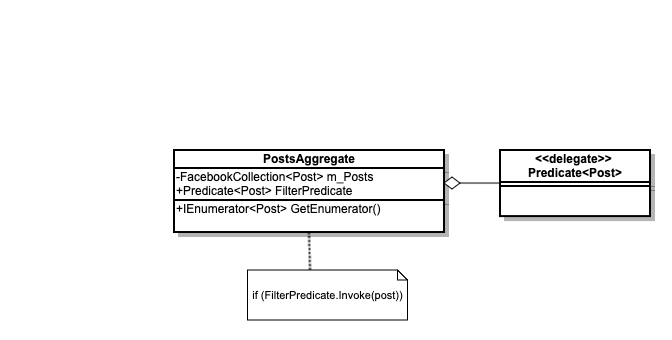 PostsAggregate
-FacebookCollection<Post> m_Posts
+Predicate<Post> FilterPredicate
+IEnumerator<Post> GetEnumerator()
<<delegate>>
Predicate<Post>
if (FilterPredicate.Invoke(post))